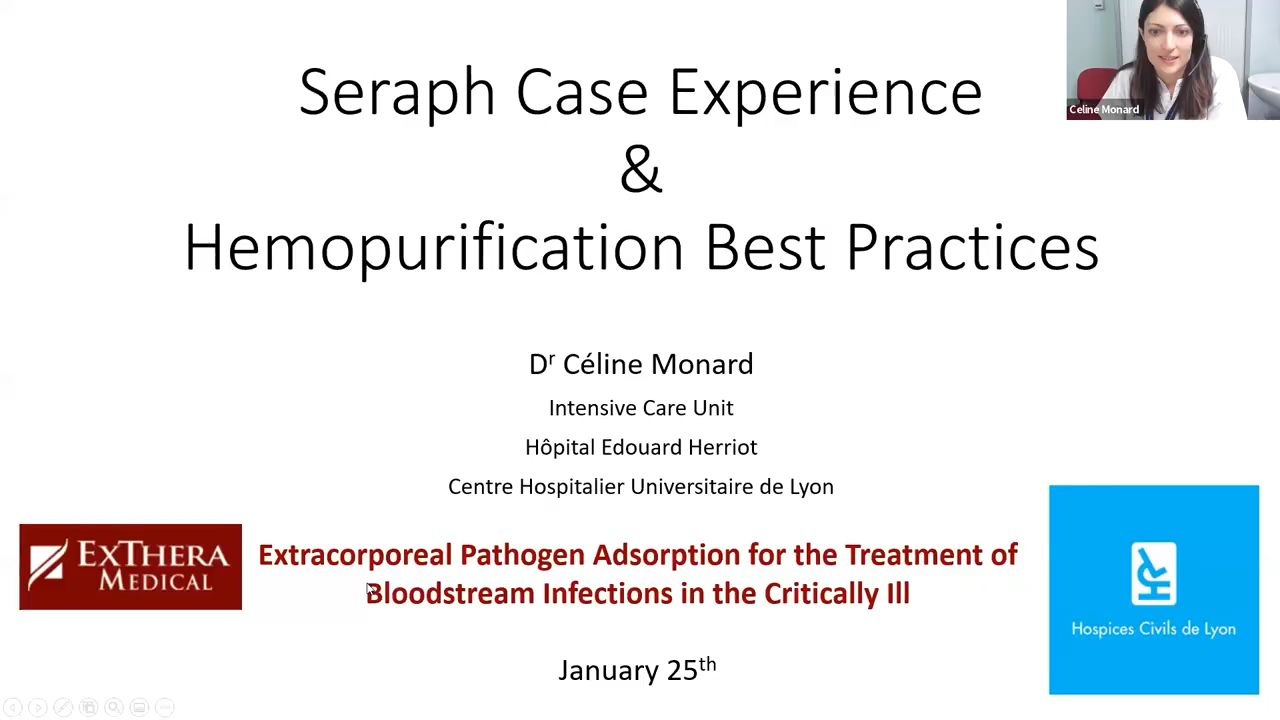 Seraph Case Experience
&
Hemopurification Best Practices
Celine Monard
Dr Céline Monard
Intensive Care Unit
Hôpital Edouard Herriot
Centre Hospitalier Universitaire de Lyon
EXTHERA
MEDICAL
Extracorporeal Pathogen Adsorption for the Treatment of
Bloodstream Infections in the Critically Ill
Hospices Civils de Lyon
January 25th